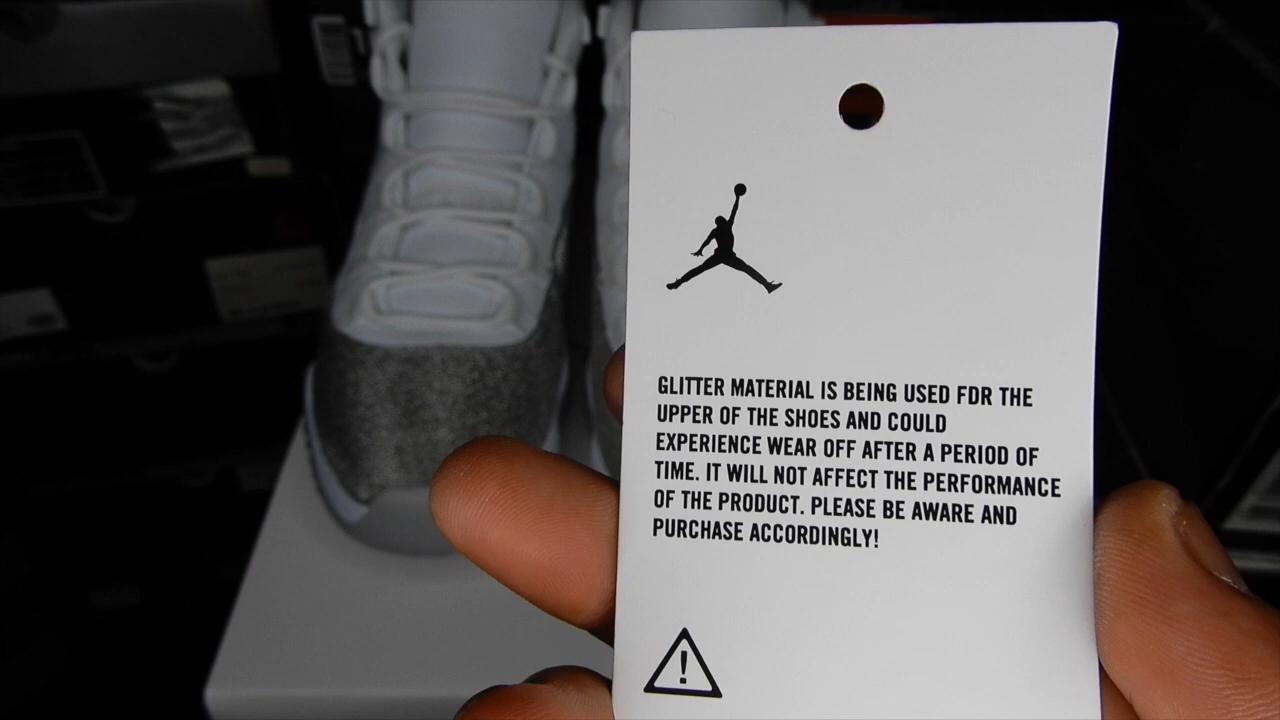 GLITTER MATERIAL IS BEING USED FDR THE
UPPER OF THE SHOES AND COULD
EXPERIENCE WEAR OFF AFTER A PERIOD OF
TIME. IT WILL NOT AFFECT THE PERFORMANCE
OF THE PRODUCT. PLEASE BE AWARE AND
PURCHASE ACCORDINGLY!
!